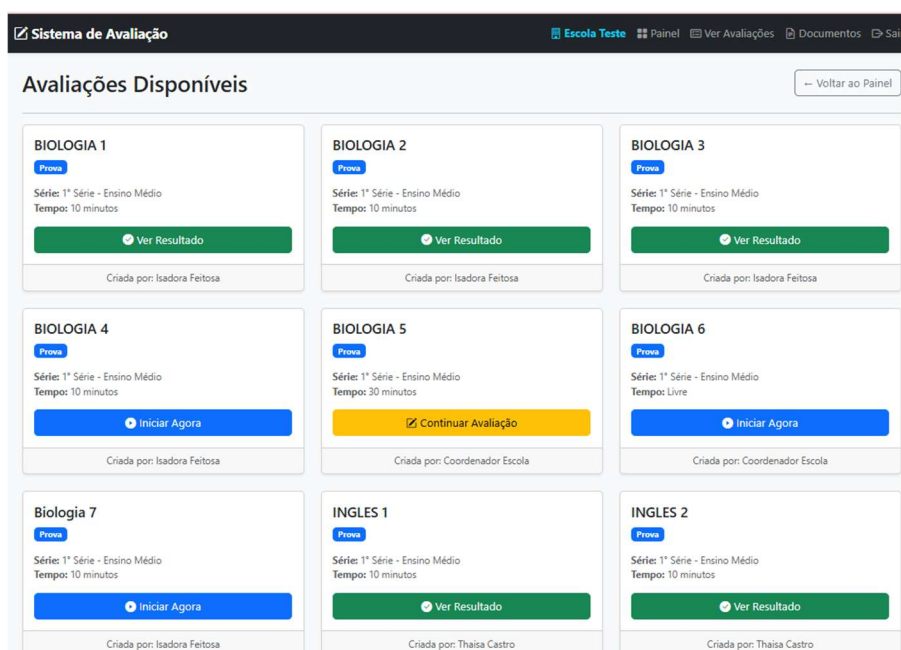 Sistema de Avaliação
Escola Teste Painel Ver Avaliações Documentos Sai
Avaliações Disponíveis
← Voltar ao Painel
BIOLOGIA 1
Prova
Série: 1ª Série - Ensino Médio
Tempo: 10 minutos
Ver Resultado
Criada por: Isadora Feitosa
BIOLOGIA 2
Prova
Série: 1ª Série - Ensino Médio
Tempo: 10 minutos
Ver Resultado
Criada por: Isadora Feitosa
BIOLOGIA 3
Prova
Série: 1ª Série - Ensino Médio
Tempo: 10 minutos
Ver Resultado
Criada por: Isadora Feitosa
BIOLOGIA 4
Prova
Série: 1ª Série - Ensino Médio
Tempo: 10 minutos
Iniciar Agora
Criada por: Isadora Feitosa
BIOLOGIA 5
Prova
Série: 1ª Série - Ensino Médio
Tempo: 30 minutos
Continuar Avaliação
Criada por: Coordenador Escola
BIOLOGIA 6
Prova
Série: 1ª Série - Ensino Médio
Tempo: Livre
Iniciar Agora
Criada por: Coordenador Escola
Biologia 7
Prova
Série: 1ª Série - Ensino Médio
Tempo: 10 minutos
Iniciar Agora
Criada por: Isadora Feitosa
INGLES 1
Prova
Série: 1ª Série - Ensino Médio
Tempo: 10 minutos
Ver Resultado
Criada por: Thaisa Castro
INGLES 2
Prova
Série: 1ª Série - Ensino Médio
Tempo: 10 minutos
Ver Resultado
Criada por: Thaisa Castro